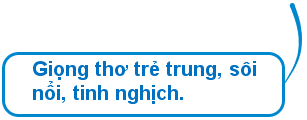 Giọng thơ trẻ trung, sôi
nổi, tinh nghịch.